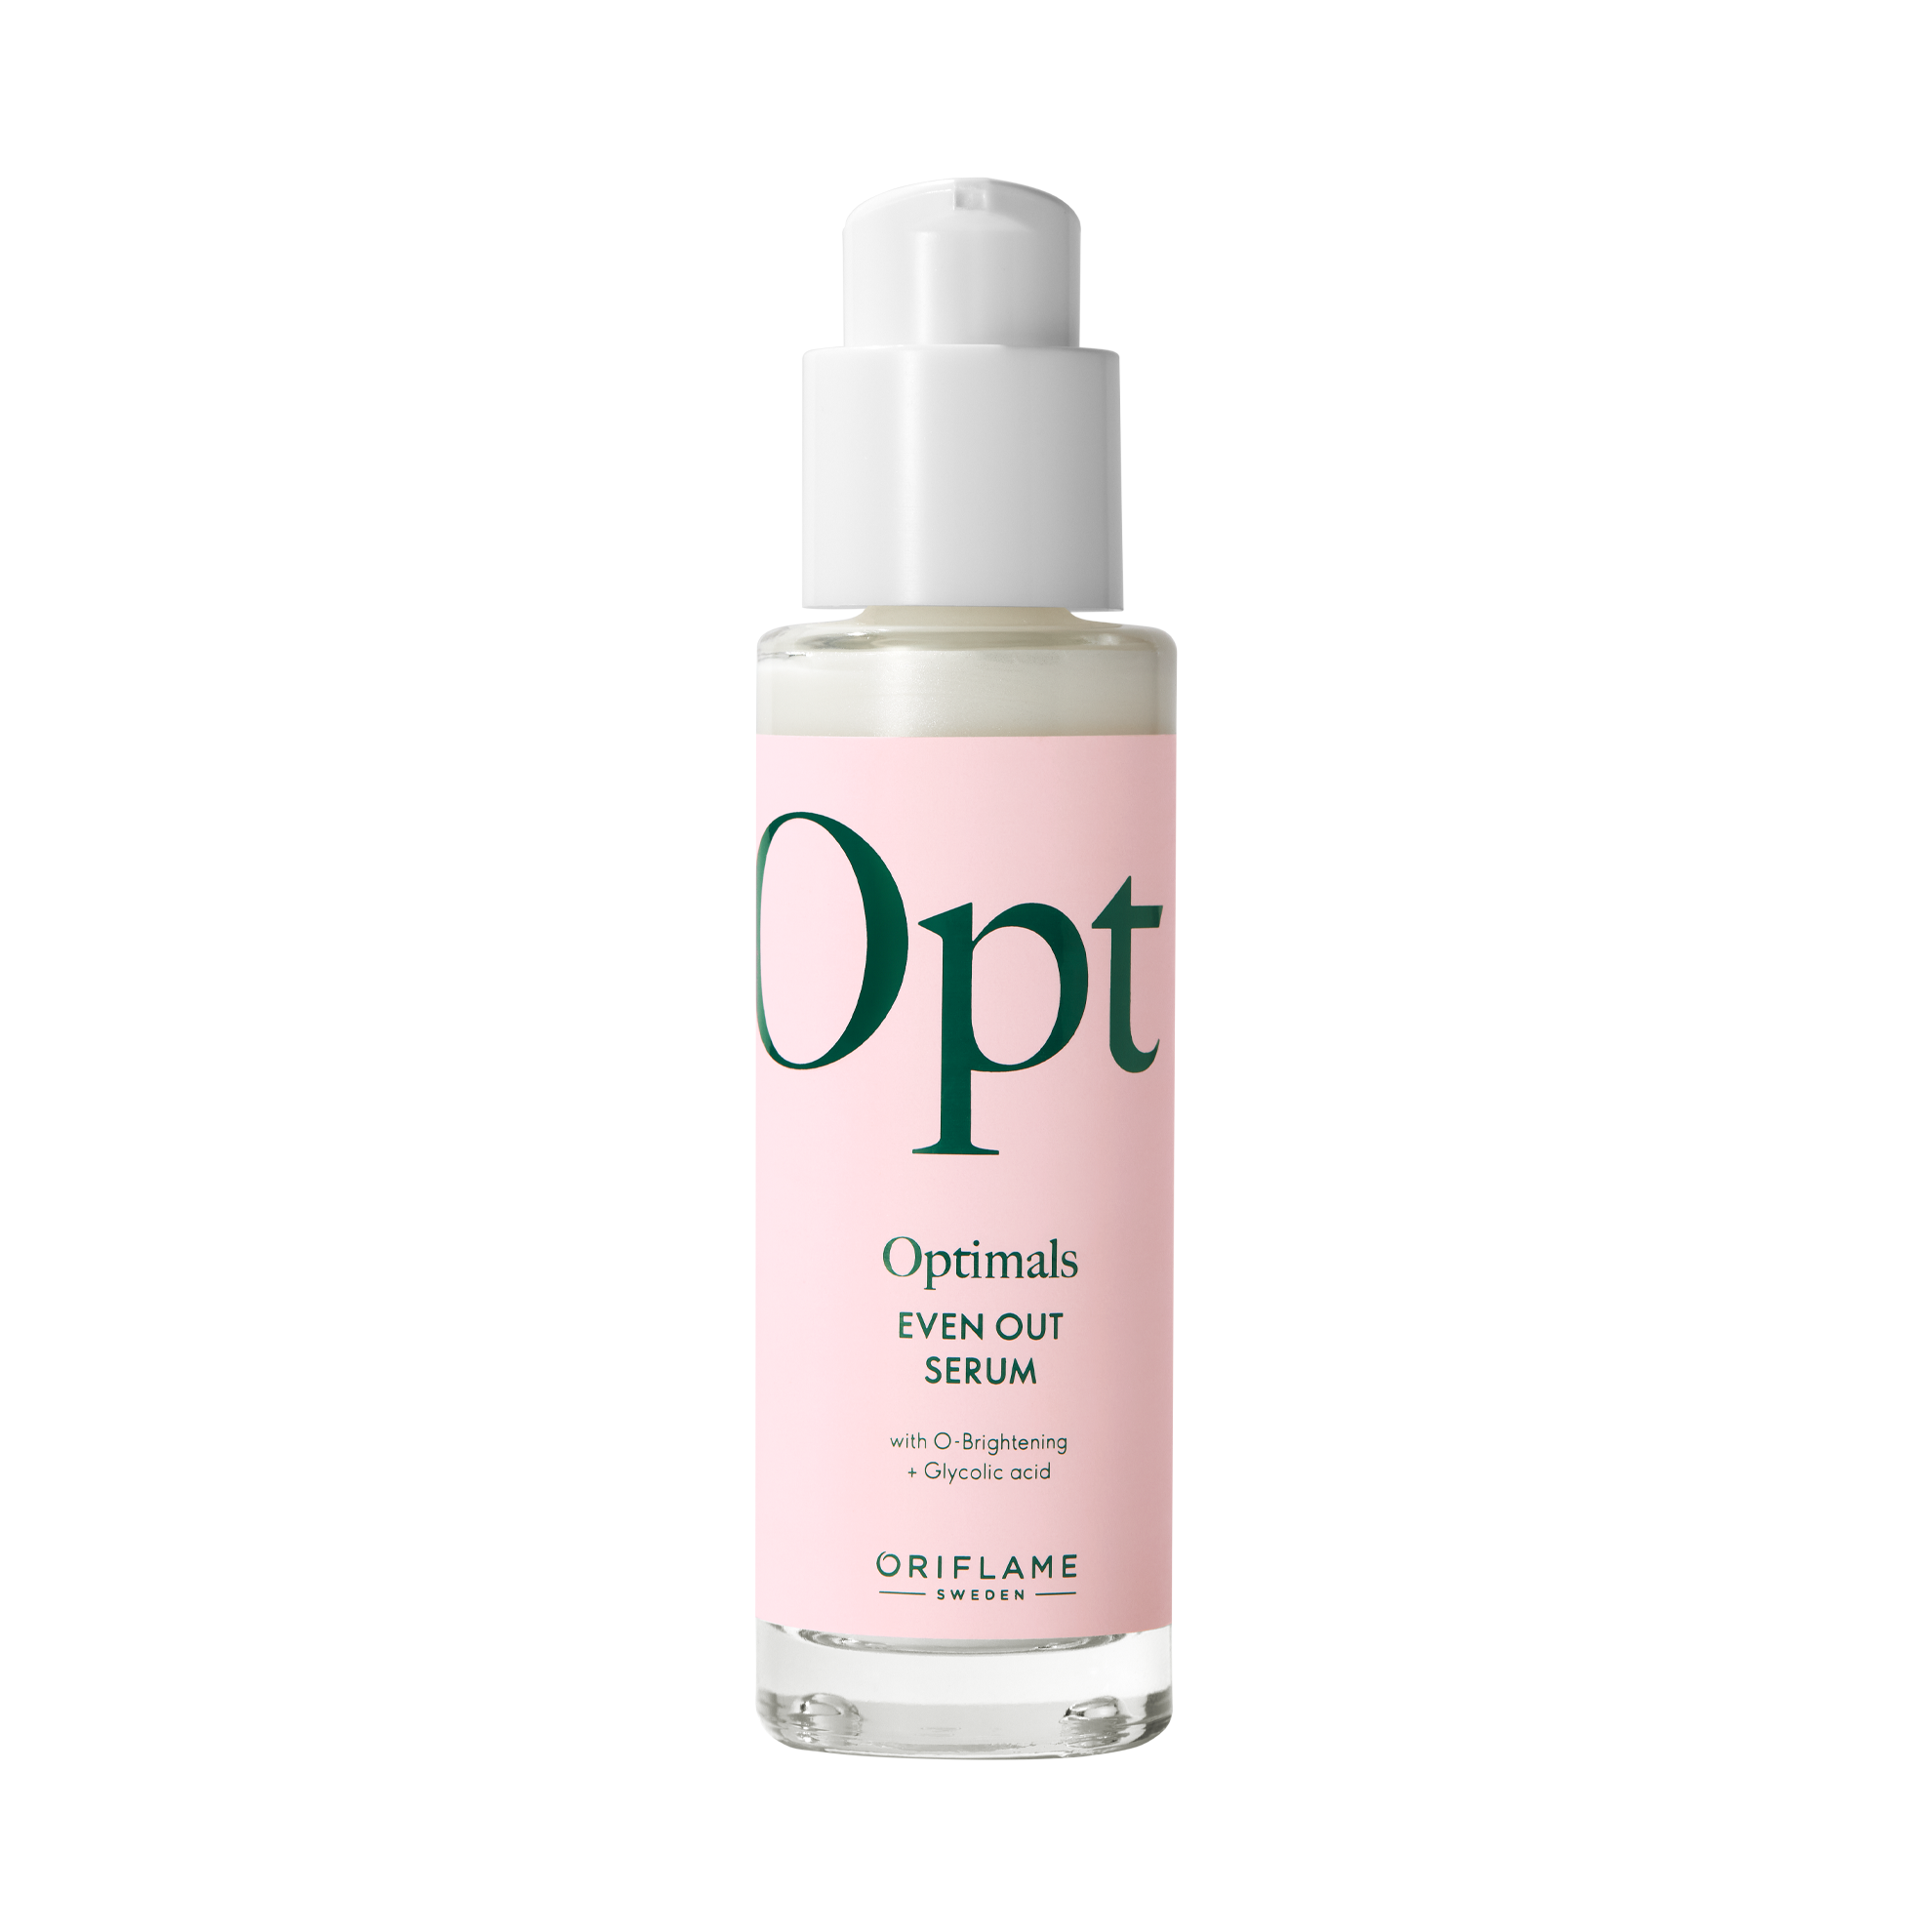 Opt
Optimals
EVEN OUT
SERUM
with O-Brightening
+ Glycolic acid
ORIFLAME
SWEDEN